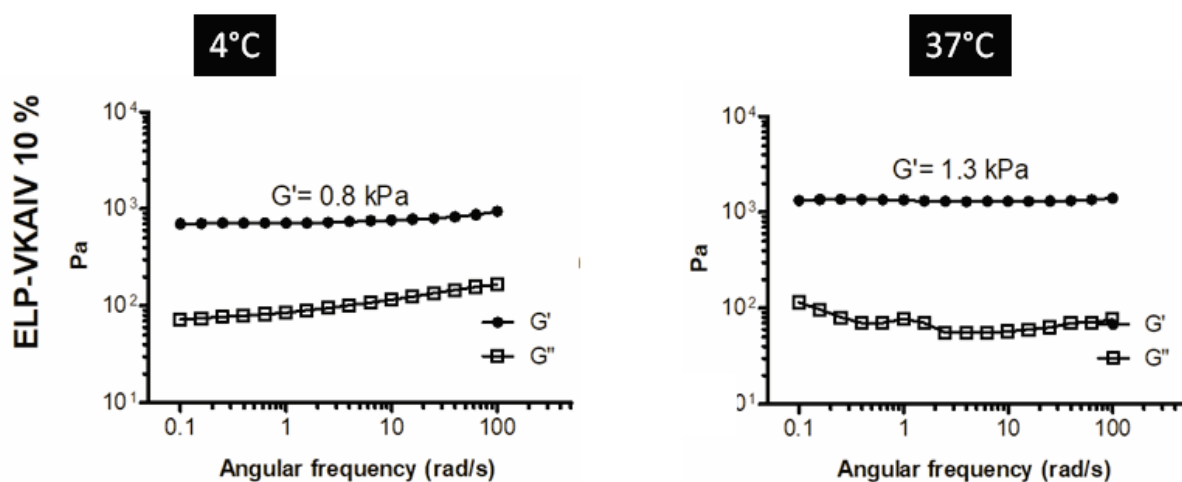 4°C
37°C
ELP-VKAIV 10 %
10⁴
10³
10²
10¹
Pa
G'= 0.8 kPa
G'
G"
0.1
1
10
100
Angular frequency (rad/s)
10⁴
10³
10²
01
Pa
G'= 1.3 kPa
G'
G"
0.1
1
10
100
Angular frequency (rad/s)